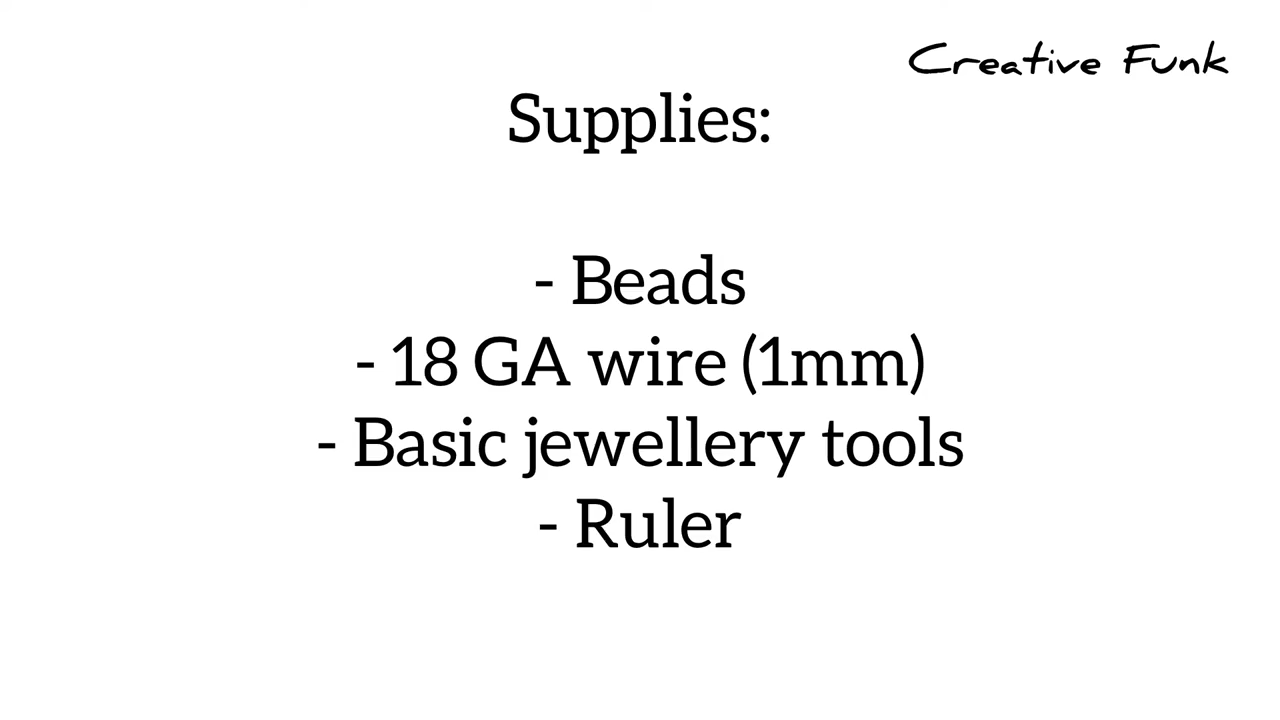 Creative Funk
Supplies:
- Beads
- 18 GA wire (1mm)
- Basic jewellery tools
- Ruler